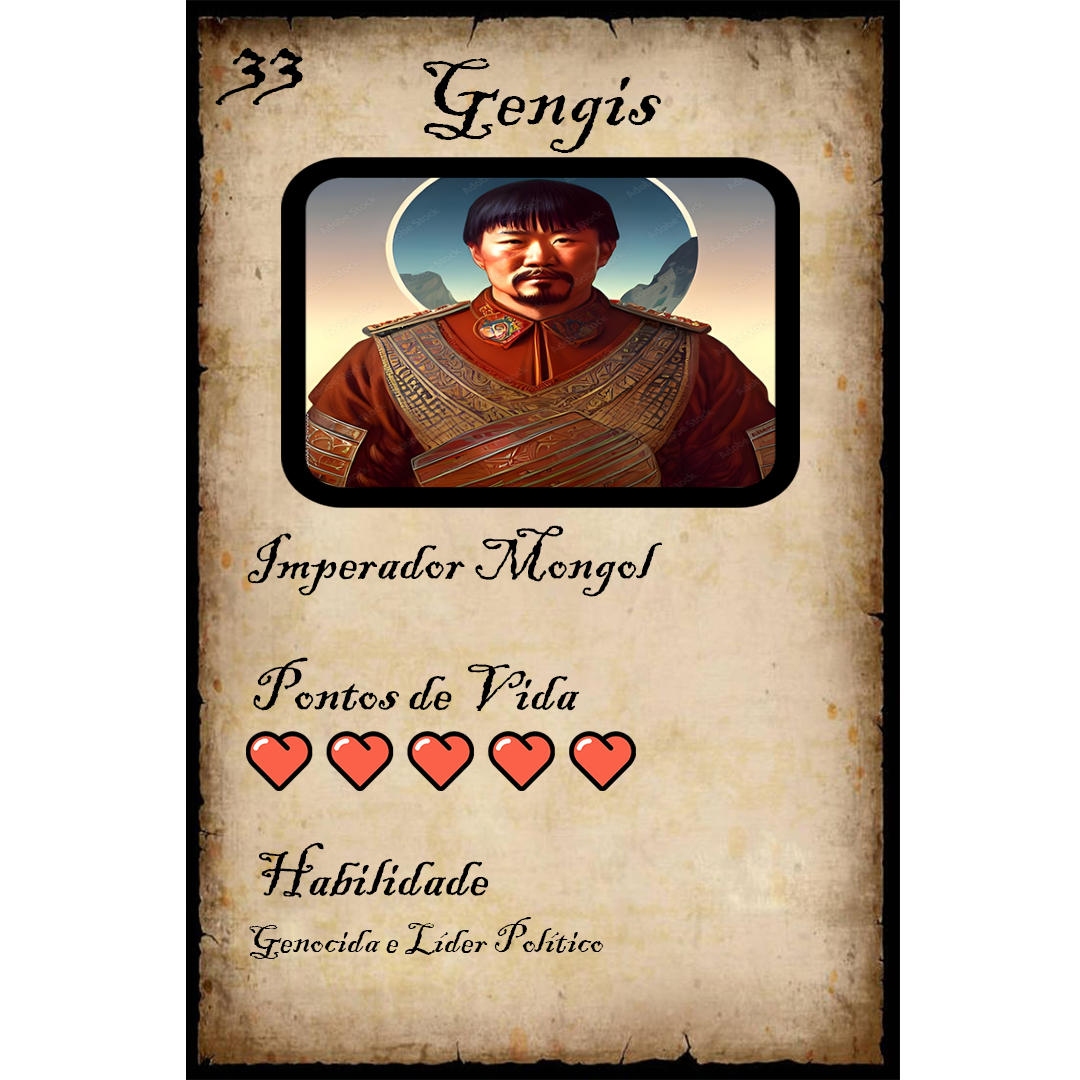 33
Gengis
Imperador Mongol
Pontos de Vida
Habilidade
Genocida e Líder Político